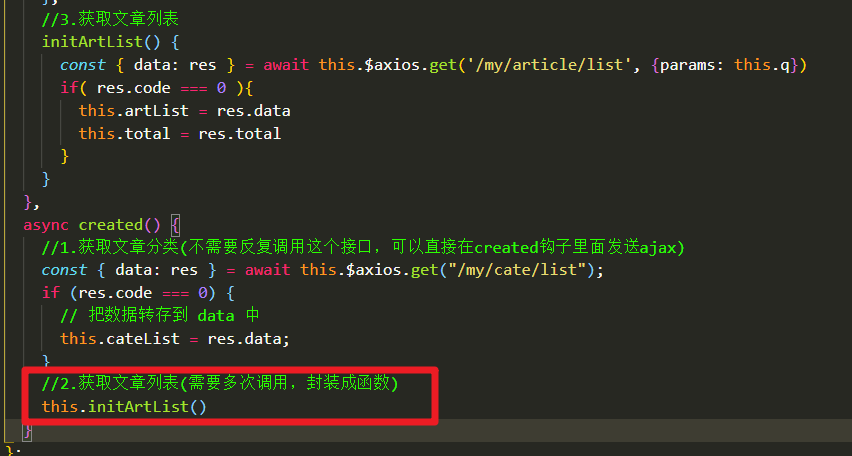 },
//3.获取文章列表
initArtList() {
const { data: res } = await this.$axios.get('/my/article/list', {params: this.q})
if( res.code === 0 ){
this.artList = res.data
this.total = res.total
}
}
},
async created() {
//1.获取文章分类(不需要反复调用这个接口，可以直接在created钩子里面发送ajax)
const { data: res } = await this.$axios.get("/my/cate/list");
if (res.code === 0) {
// 把数据转存到 data 中
this.cateList = res.data;
}
//2.获取文章列表(需要多次调用，封装成函数)
this.initArtList()
}
};